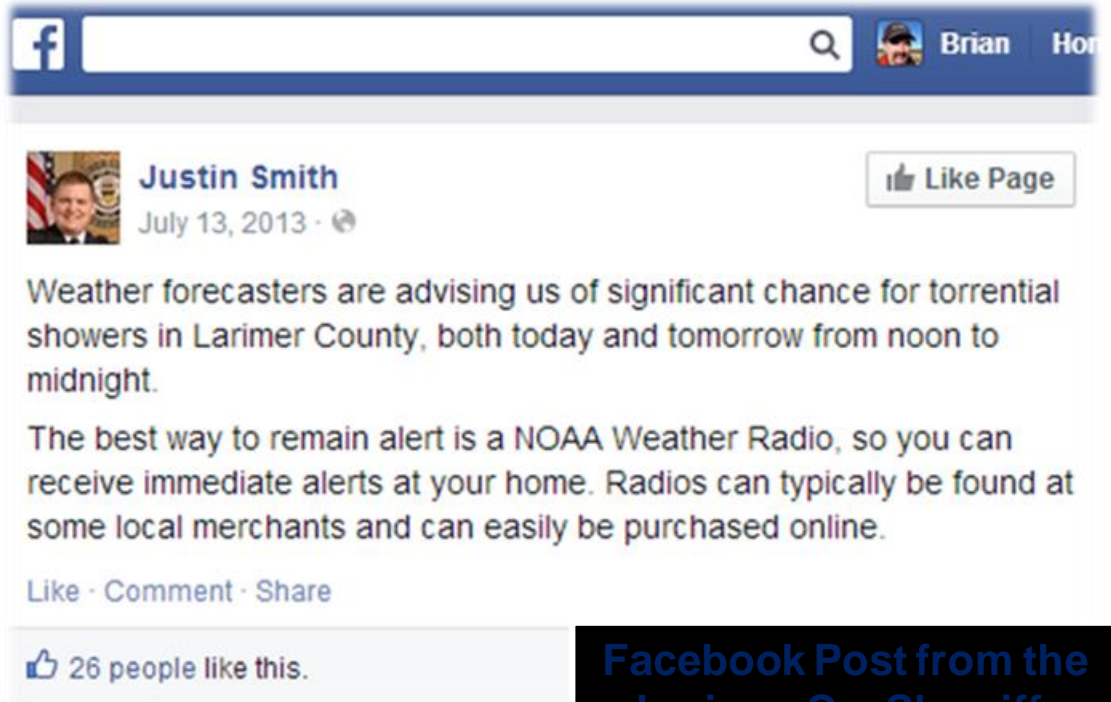 f
Brian
Justin Smith
Like Page
July 13, 2013 ·
Weather forecasters are advising us of significant chance for torrential
showers in Larimer County, both today and tomorrow from noon to
midnight.
The best way to remain alert is a NOAA Weather Radio, so you can
receive immediate alerts at your home. Radios can typically be found at
some local merchants and can easily be purchased online.
Like · Comment · Share
26 people like this.
Facebook Post from the